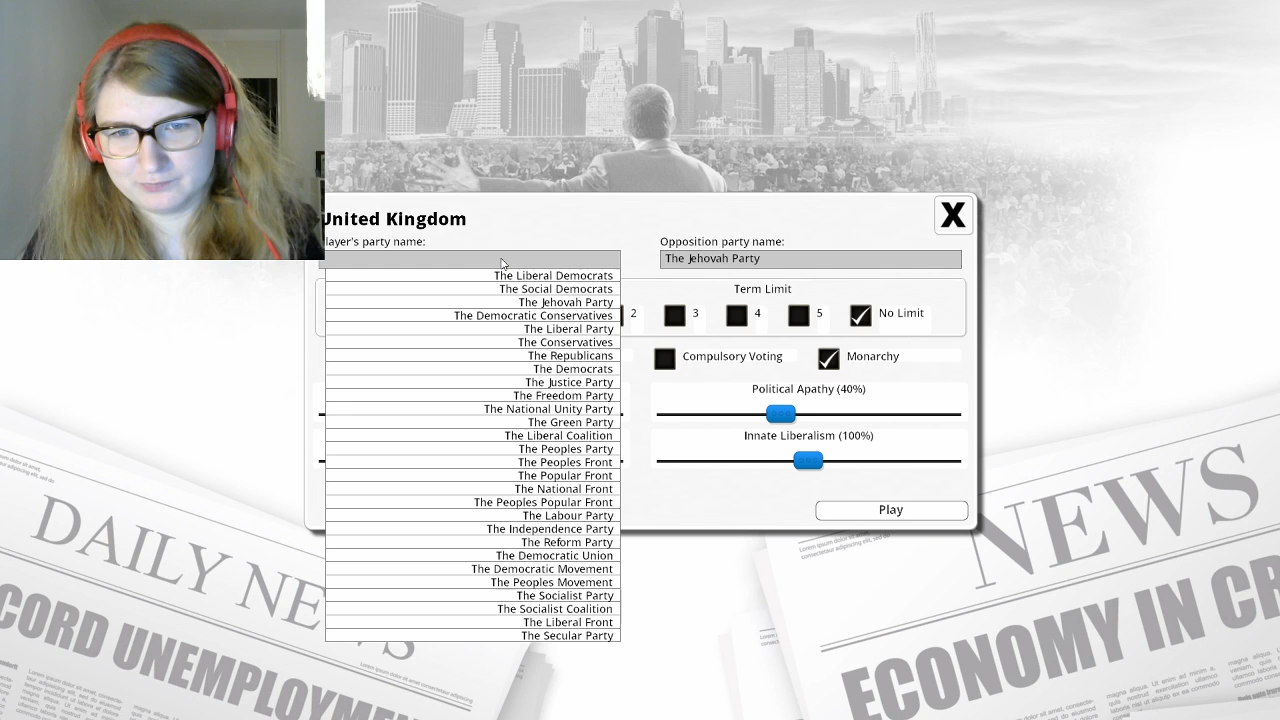 United Kingdom
X
layer's party name:
Opposition party name:
The Jehovah Party
The Liberal Democrats
The Social Democrats
The Jehovah Party
The Democratic Conservatives
The Liberal Party
The Conservatives
The Republicans
The Democrats
The Justice Party
The Freedom Party
The National Unity Party
The Green Party
The Liberal Coalition
The Peoples Party
The Peoples Front
The Popular Front
The National Front
The Peoples Popular Front
The Labour Party
The Independence Party
The Reform Party
The Democratic Union
The Democratic Movement
The Peoples Movement
The Socialist Party
The Socialist Coalition
The Liberal Front
The Secular Party
Term Limit
2 3 4 5 No Limit
Compulsory Voting Monarchy
Political Apathy (40%)
Innate Liberalism (100%)
Play
DAILY NEWS
CORD UNEMPLOYM
NEWS
ECONOMY IN CR